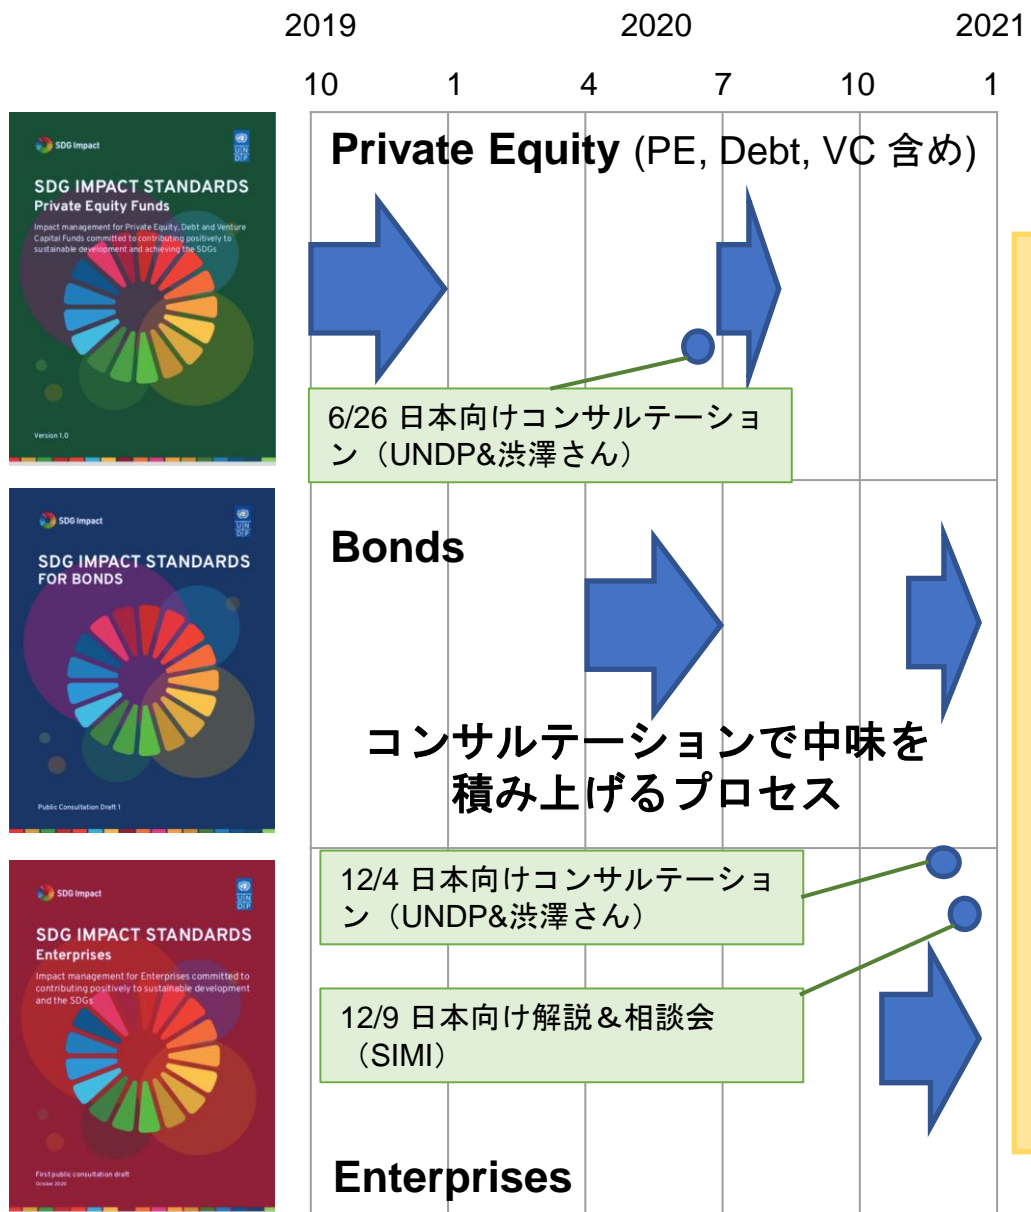 2019
2020
2021
10
1
4
7
10
1
SDG Impact
UN
DP
SDG IMPACT STANDARDS
Private Equity Funds
Impact management for Private Equity, Debt and Venture
Capital Funds committed to contributing positively to
sustainable development and achieving the SDGs
Version 1.0
Private Equity (PE, Debt, VC 含め)
6/26 日本向けコンサルテーショ
ン（UNDP&渋澤さん）
SDG Impact
UN
DP
SDG IMPACT STANDARDS
FOR BONDS
Public Consultation Draft 1
Bonds
コンサルテーションで中味を
積み上げるプロセス
SDG Impact
UN
DP
SDG IMPACT STANDARDS
Enterprises
Impact management for Enterprises committed to
contributing positively to sustainable development
and the SDGs
First public consultation draft
October 2020
12/4 日本向けコンサルテーショ
ン（UNDP&渋澤さん）
12/9 日本向け解説＆相談会
（SIMI）
Enterprises